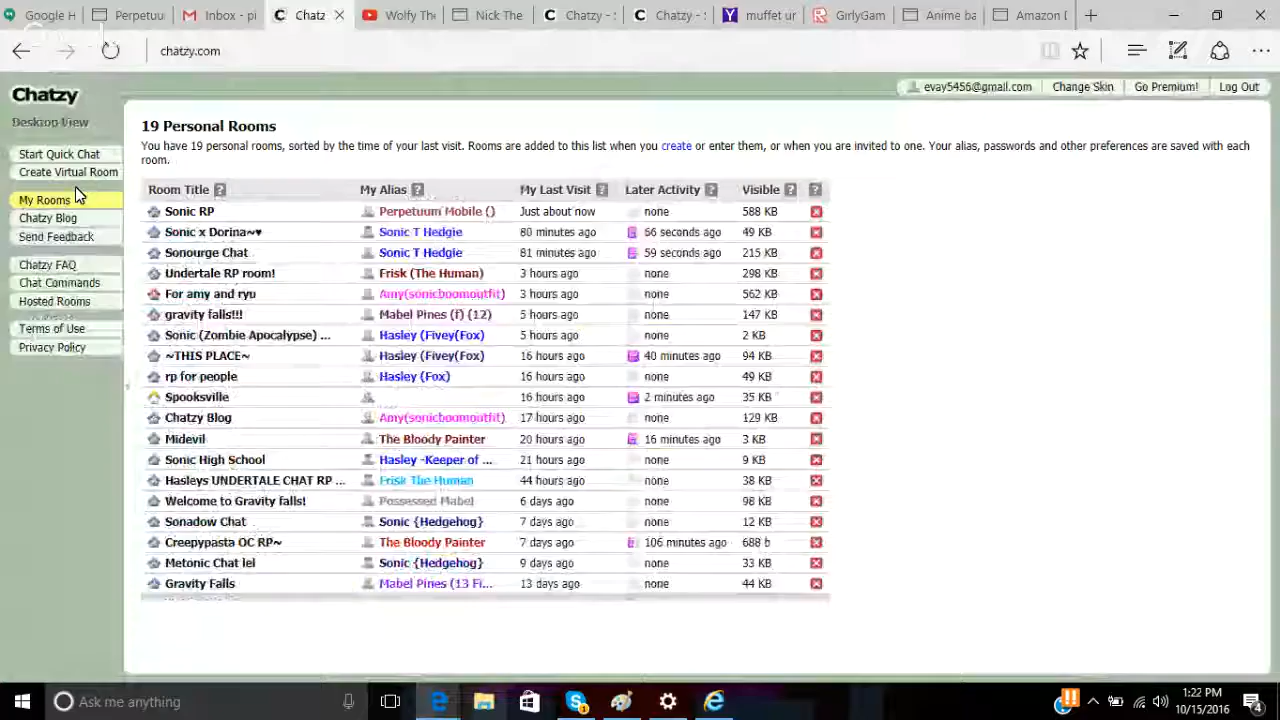 Google H
Perpetuu
Gmail - pi
Chatz
Wolfy The
Nick The
Chatzy - S
Chatzy -
muffet un
GirlyGam
Anime ba
Amazon
chatzy.com
Chatzy
Desktop View
evay5456@gmail.com Change Skin Go Premium! Log Out
Start Quick Chat
Create Virtual Room
My Rooms
Chatzy Blog
Send Feedback
Chatzy FAQ
Chat Commands
Hosted Rooms
Terms of Use
Privacy Policy
19 Personal Rooms
You have 19 personal rooms, sorted by the time of your last visit. Rooms are added to this list when you create or enter them, or when you are invited to one. Your alias, passwords and other preferences are saved with each
room.
Room Title ? My Alias ? My Last Visit ? Later Activity ? Visible ? ?
Sonic RP Perpetuum Mobile () Just about now none 588 KB
Sonic x Dorina~♥ Sonic T Hedgie 80 minutes ago 56 seconds ago 49 KB
Sonourge Chat Sonic T Hedgie 81 minutes ago 59 seconds ago 215 KB
Undertale RP room! Frisk (The Human) 3 hours ago none 298 KB
For amy and ryu Amy(sonicboomoutfit) 3 hours ago none 562 KB
gravity falls!!! Mabel Pines (f) (12) 5 hours ago none 147 KB
Sonic (Zombie Apocalypse) ... Hasley (Fivey(Fox) 5 hours ago none 2 KB
~THIS PLACE~ Hasley (Fivey(Fox) 16 hours ago 40 minutes ago 94 KB
rp for people Hasley (Fox) 16 hours ago none 49 KB
Spooksville 16 hours ago 2 minutes ago 35 KB
Chatzy Blog Amy(sonicboomoutfit) 17 hours ago none 129 KB
Midevil The Bloody Painter 20 hours ago 16 minutes ago 3 KB
Sonic High School Hasley -Keeper of ... 21 hours ago none 9 KB
Hasleys UNDERTALE CHAT RP ... Frisk The Human 44 hours ago none 38 KB
Welcome to Gravity falls! Possessed Mabel 6 days ago none 98 KB
Sonadow Chat Sonic {Hedgehog} 7 days ago none 12 KB
Creepypasta OC RP~ The Bloody Painter 7 days ago 106 minutes ago 688 b
Metonic Chat lel Sonic {Hedgehog} 9 days ago none 33 KB
Gravity Falls Mabel Pines (13 Fi... 13 days ago none 44 KB
Ask me anything
1:22 PM
10/15/2016
4